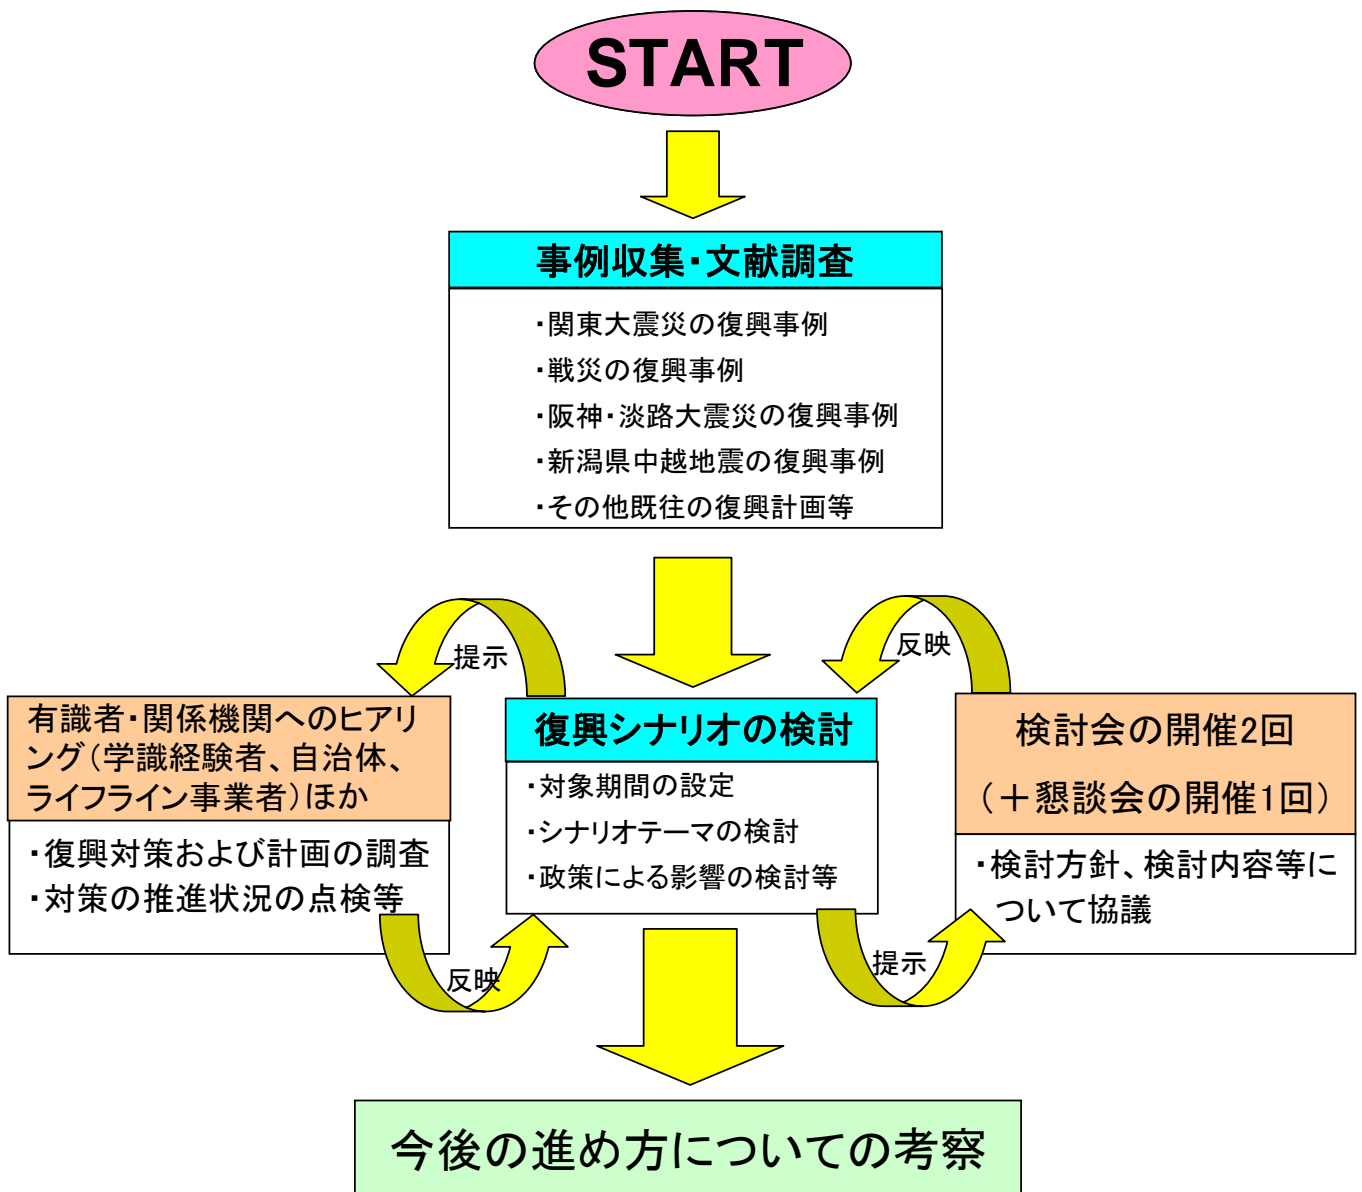 START
事例収集・文献調査
・関東大震災の復興事例
・戦災の復興事例
・阪神・淡路大震災の復興事例
・新潟県中越地震の復興事例
・その他既往の復興計画等
提示
反映
有識者・関係機関へのヒアリ
ング(学識経験者、自治体、
ライフライン事業者)ほか
・復興対策および計画の調査
・対策の推進状況の点検等
復興シナリオの検討
・対象期間の設定
・シナリオテーマの検討
・政策による影響の検討等
検討会の開催2回
(+懇談会の開催1回)
・検討方針、検討内容等に
ついて協議
反映
提示
今後の進め方についての考察